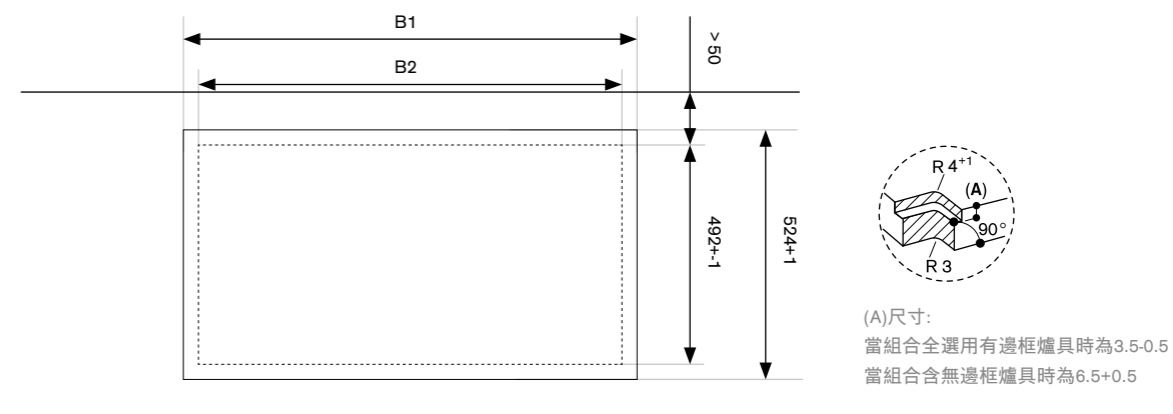 B1
B2
> 50
492+-1
524+1
R 4+1
(A)
90°
R 3
(A)尺寸:
當組合全選用有邊框爐具時為3.5-0.5
當組合含無邊框爐具時為6.5+0.5